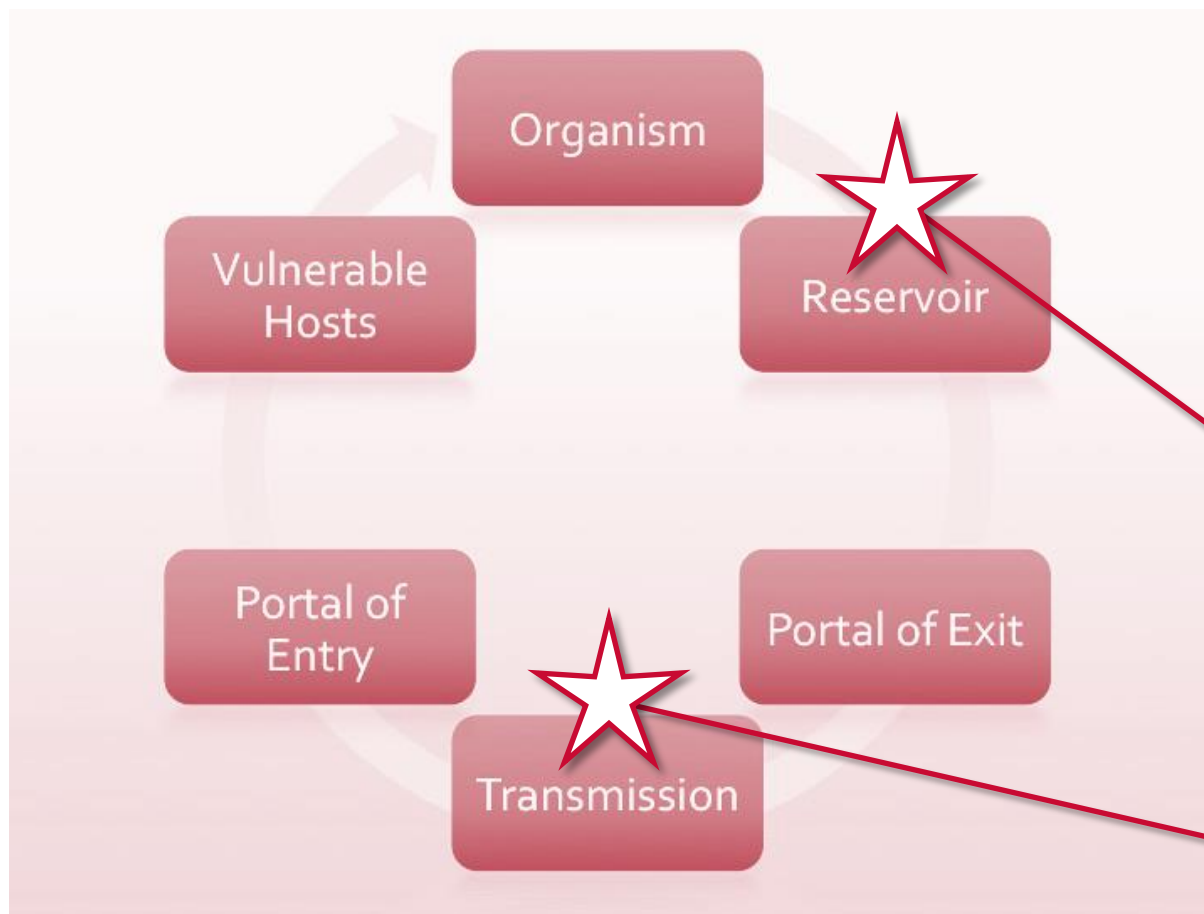 Organism
Reservoir
Portal of Exit
Transmission
Portal of
Entry
Vulnerable
Hosts